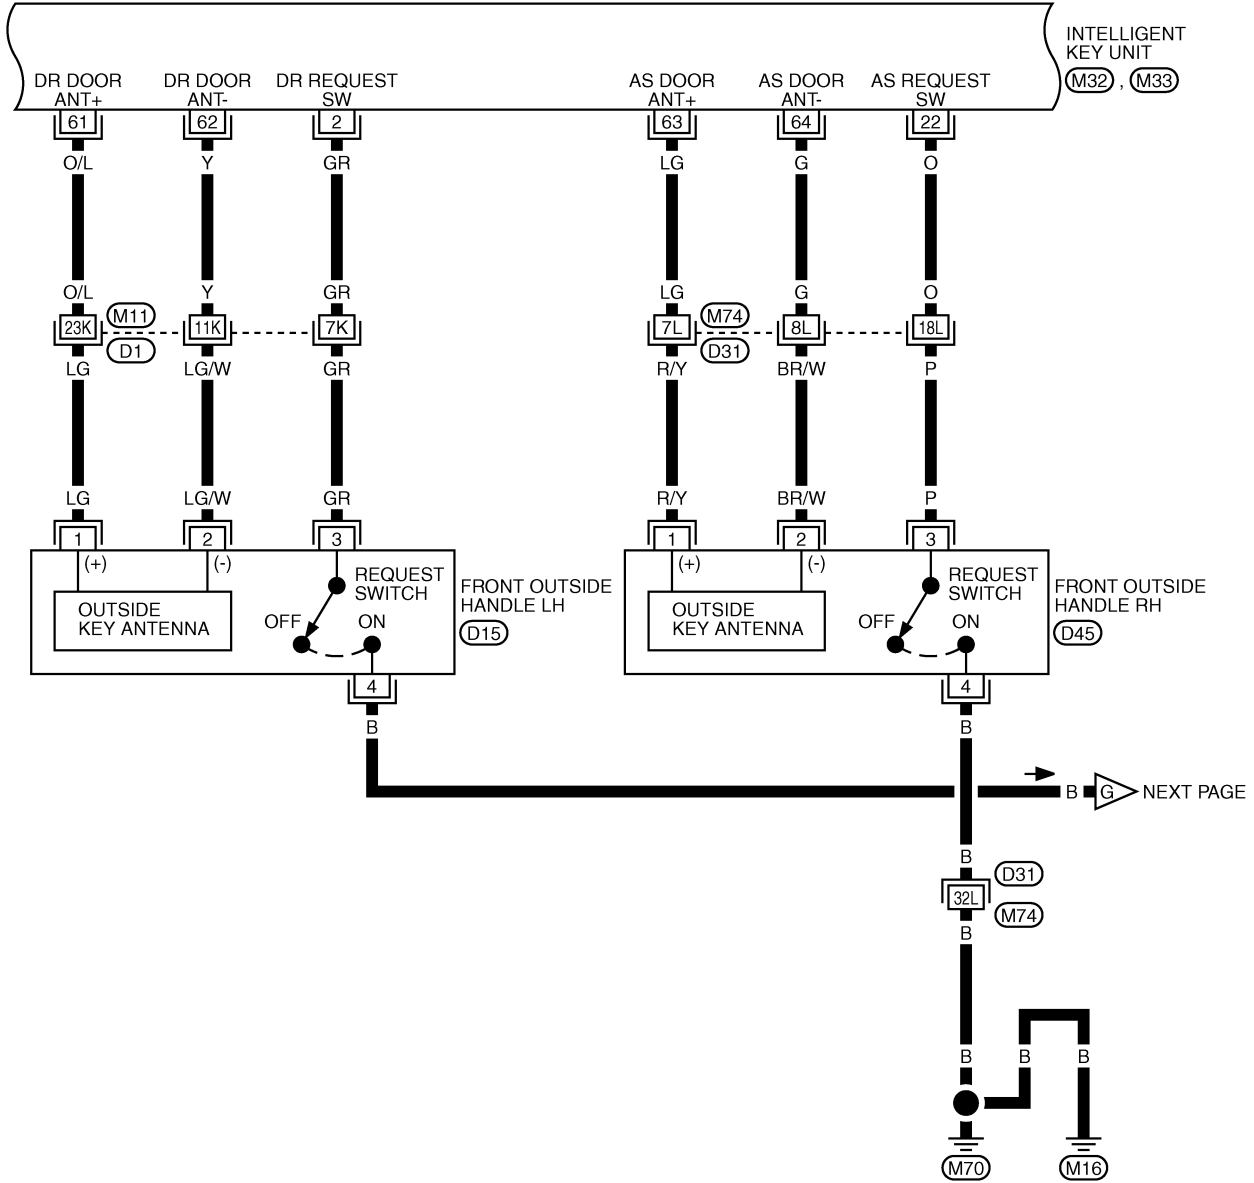 INTELLIGENT
KEY UNIT
M32 , M33
DR DOOR
ANT+
DR DOOR
ANT-
DR REQUEST
SW
AS DOOR
ANT+
AS DOOR
ANT-
AS REQUEST
SW
61 62 2 63 64 22
O/L Y GR LG G O
O/L Y GR LG G O
M11 M74
23K 11K 7K 7L 8L 18L
D1 D31
LG LG/W GR R/Y BR/W P
LG LG/W GR R/Y BR/W P
1 2 3 1 2 3
(+) (-) (+) (-)
REQUEST
SWITCH
OUTSIDE
KEY ANTENNA
OFF ON
FRONT OUTSIDE
HANDLE LH
D15
REQUEST
SWITCH
OUTSIDE
KEY ANTENNA
OFF ON
FRONT OUTSIDE
HANDLE RH
D45
4 4
B B
B G NEXT PAGE
B
D31
32L
M74
B
B B B
M70 M16